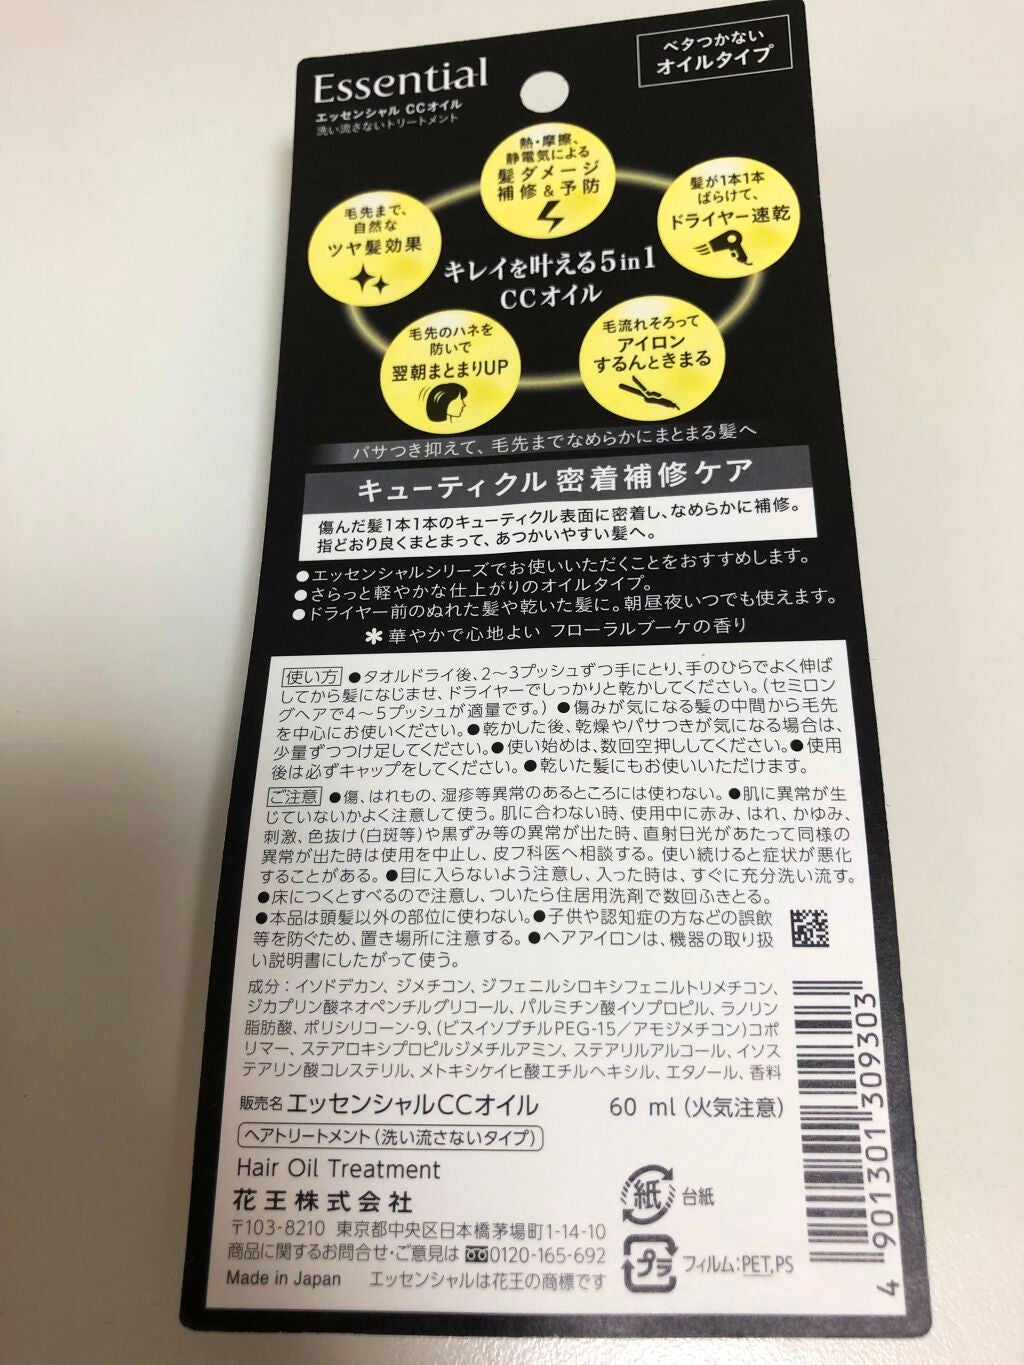 Essential
エッセンシャル CCオイル
洗い流さないトリートメント
ベタつかない
オイルタイプ
熱・摩擦、
静電気による
髪ダメージ
補修&予防
毛先まで、
自然な
ツヤ髪効果
髪が1本1本
ばらけて、
ドライヤー速乾
キレイを叶える5in1
CCオイル
毛先のハネを
防いで
翌朝まとまりUP
毛流れそろって
アイロン
するんときまる
パサつき抑えて、毛先までなめらかにまとまる髪へ
キューティクル 密着補修ケア
傷んだ髪1本1本のキューティクル表面に密着し、なめらかに補修。
指どおり良くまとまって、あつかいやすい髪へ。
●エッセンシャルシリーズでお使いいただくことをおすすめします。
●さらっと軽やかな仕上がりのオイルタイプ。
●ドライヤー前のぬれた髪や乾いた髪に。朝昼夜いつでも使えます。
＊華やかで心地よい フローラルブーケの香り
使い方 ●タオルドライ後、2～3プッシュずつ手にとり、手のひらでよく伸ば
してから髪になじませ、ドライヤーでしっかりと乾かしてください。(セミロン
グヘアで4～5プッシュが適量です。) ●傷みが気になる髪の中間から毛先
を中心にお使いください。●乾かした後、乾燥やパサつきが気になる場合は、
少量ずつつけ足してください。●使い始めは、数回空押ししてください。●使用
後は必ずキャップをしてください。●乾いた髪にもお使いいただけます。
ご注意 ●傷、はれもの、湿疹等異常のあるところには使わない。●肌に異常が生
じていないかよく注意して使う。肌に合わない時、使用中に赤み、はれ、かゆみ、
刺激、色抜け(白斑等)や黒ずみ等の異常が出た時、直射日光があたって同様の
異常が出た時は使用を中止し、皮フ科医へ相談する。使い続けると症状が悪化
することがある。●目に入らないよう注意し、入った時は、すぐに充分洗い流す。
●床につくとすべるので注意し、ついたら住居用洗剤で数回ふきとる。
●本品は頭髪以外の部位に使わない。●子供や認知症の方などの誤飲
等を防ぐため、置き場所に注意する。●ヘアアイロンは、機器の取り扱
い説明書にしたがって使う。
成分：イソドデカン、ジメチコン、ジフェニルシロキシフェニルトリメチコン、
ジカプリン酸ネオペンチルグリコール、パルミチン酸イソプロピル、ラノリン
脂肪酸、ポリシリコーン-9、(ビスイソブチルPEG-15／アモジメチコン)コポ
リマー、ステアロキシプロピルジメチルアミン、ステアリルアルコール、イソス
テアリン酸コレステリル、メトキシケイヒ酸エチルヘキシル、エタノール、香料
販売名 エッセンシャルCCオイル 60 ml (火気注意)
ヘアトリートメント(洗い流さないタイプ)
Hair Oil Treatment
花王株式会社
〒103-8210 東京都中央区日本橋茅場町1-14-10
商品に関するお問合せ・ご意見は 0120-165-692
Made in Japan エッセンシャルは花王の商標です
紙 台紙
プラ フィルム:PET,PS
4 901301 309303